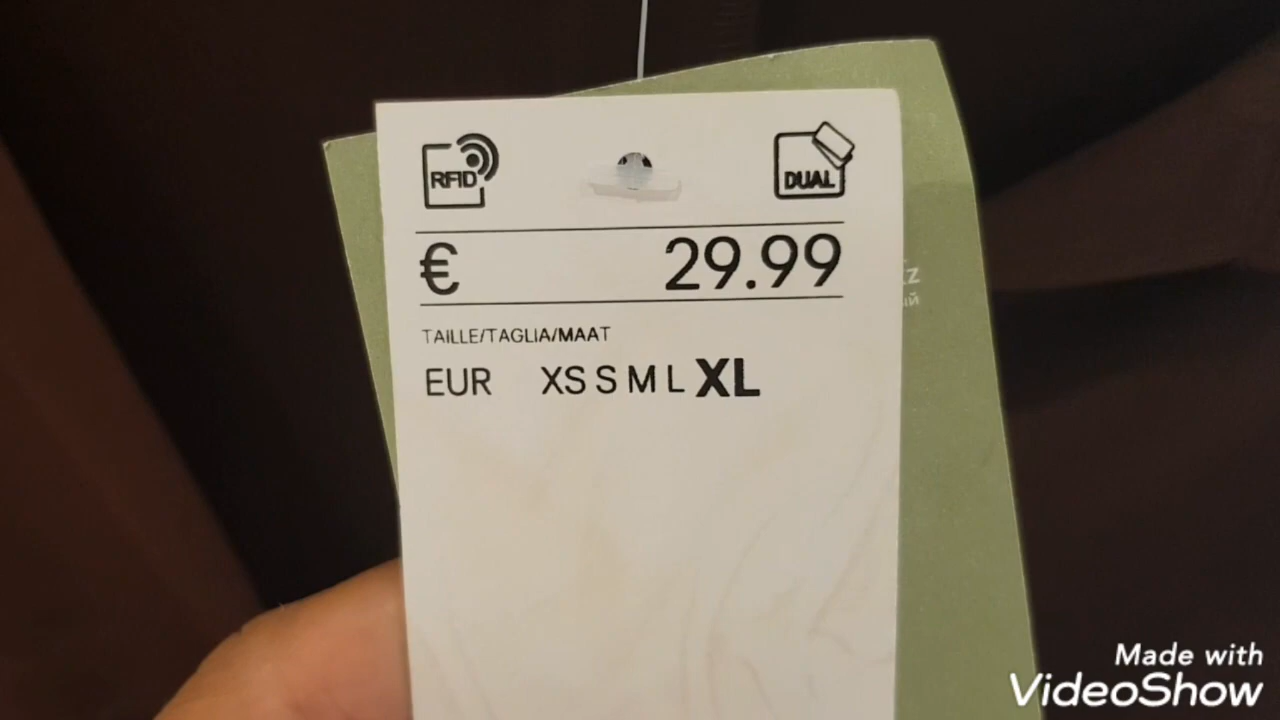 RFID
DUAL
€ 29.99
TAILLE/TAGLIA/MAAT
EUR XS S M L XL
Made with
VideoShow